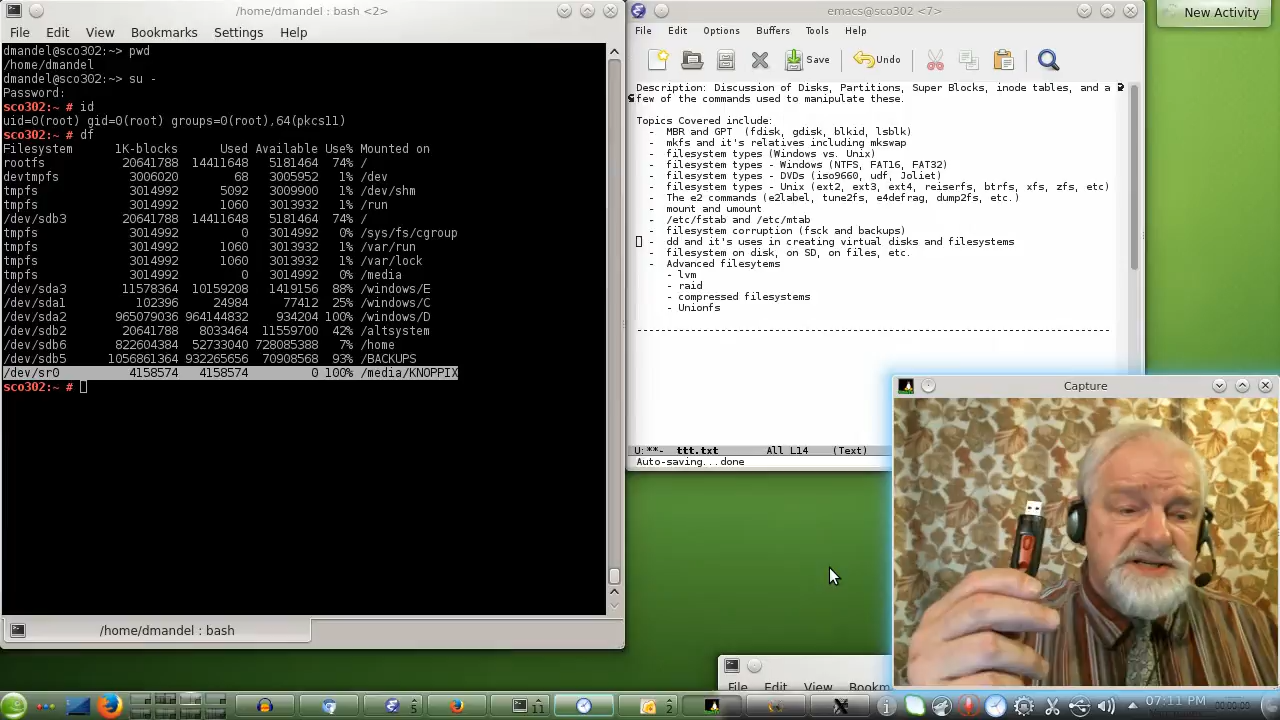 /home/dmandel : bash <2>
File Edit View Bookmarks Settings Help
dmandel@sco302:~> pwd
/home/dmandel
dmandel@sco302:~> su -
Password:
sco302:~ # id
uid=0(root) gid=0(root) groups=0(root),64(pkcs11)
sco302:~ # df
Filesystem 1K-blocks Used Available Use% Mounted on
rootfs 20641788 14411648 5181464 74% /
devtmpfs 3006020 68 3005952 1% /dev
tmpfs 3014992 5092 3009900 1% /dev/shm
tmpfs 3014992 1060 3013932 1% /run
/dev/sdb3 20641788 14411648 5181464 74% /
tmpfs 3014992 0 3014992 0% /sys/fs/cgroup
tmpfs 3014992 1060 3013932 1% /var/run
tmpfs 3014992 1060 3013932 1% /var/lock
tmpfs 3014992 0 3014992 0% /media
/dev/sda3 11578364 10159208 1419156 88% /windows/E
/dev/sda1 102396 24984 77412 25% /windows/C
/dev/sda2 965079036 964144832 934204 100% /windows/D
/dev/sdb2 20641788 8033464 11559700 42% /altsystem
/dev/sdb6 822604384 52733040 728085388 7% /home
/dev/sdb5 1056861364 932265656 70908568 93% /BACKUPS
/dev/sr0 4158574 4158574 0 100% /media/KNOPPIX
sco302:~ #
/home/dmandel : bash
emacs@sco302 <7>
File Edit Options Buffers Tools Help
Save Undo
Description: Discussion of Disks, Partitions, Super Blocks, inode tables, and a
few of the commands used to manipulate these.
Topics Covered include:
- MBR and GPT (fdisk, gdisk, blkid, lsblk)
- mkfs and it's relatives including mkswap
- filesystem types (Windows vs. Unix)
- filesystem types - Windows (NTFS, FAT16, FAT32)
- filesystem types - DVDs (iso9660, udf, Joliet)
- filesystem types - Unix (ext2, ext3, ext4, reiserfs, btrfs, xfs, zfs, etc)
- The e2 commands (e2label, tune2fs, e4defrag, dump2fs, etc.)
- mount and umount
- /etc/fstab and /etc/mtab
- filesystem corruption (fsck and backups)
- dd and it's uses in creating virtual disks and filesystems
- filesystem on disk, on SD, on files, etc.
- Advanced filesytems
- lvm
- raid
- compressed filesystems
- Unionfs
--------------------------------------------------------------------------------
U:**- ttt.txt All L14 (Text)
Auto-saving...done
New Activity
Capture
File Edit View Bookm
5
11
2
07:11 PM
00:00:00